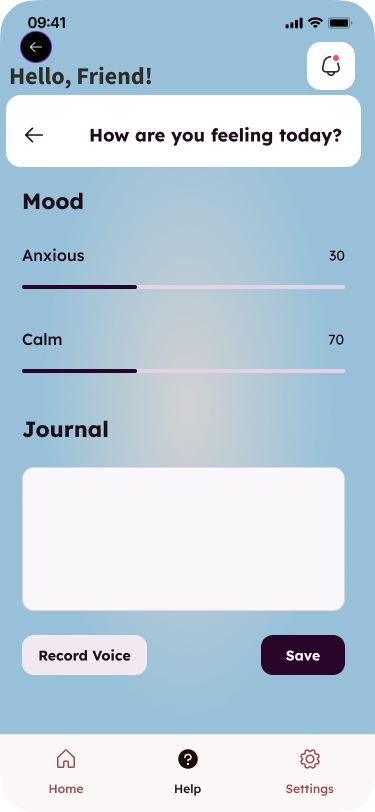 09:41
Hello, Friend!
How are you feeling today?
Mood
Anxious 30
Calm 70
Journal
Record Voice Save
Home Help Settings